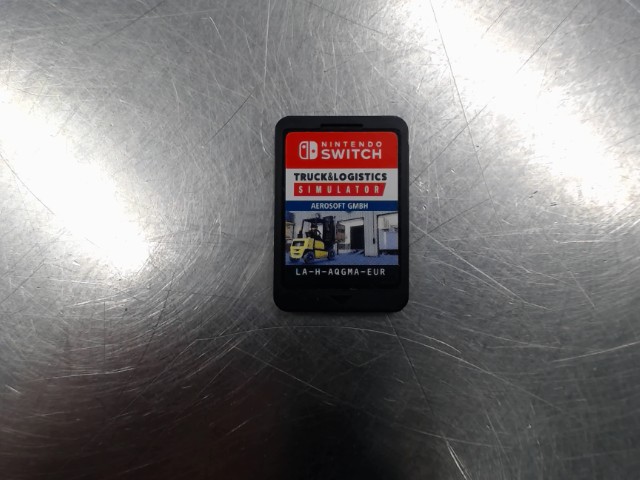 NINTENDO
SWITCH
TRUCK&LOGISTICS
SIMULATOR
AEROSOFT GMBH
LA-H-AQGMA-EUR